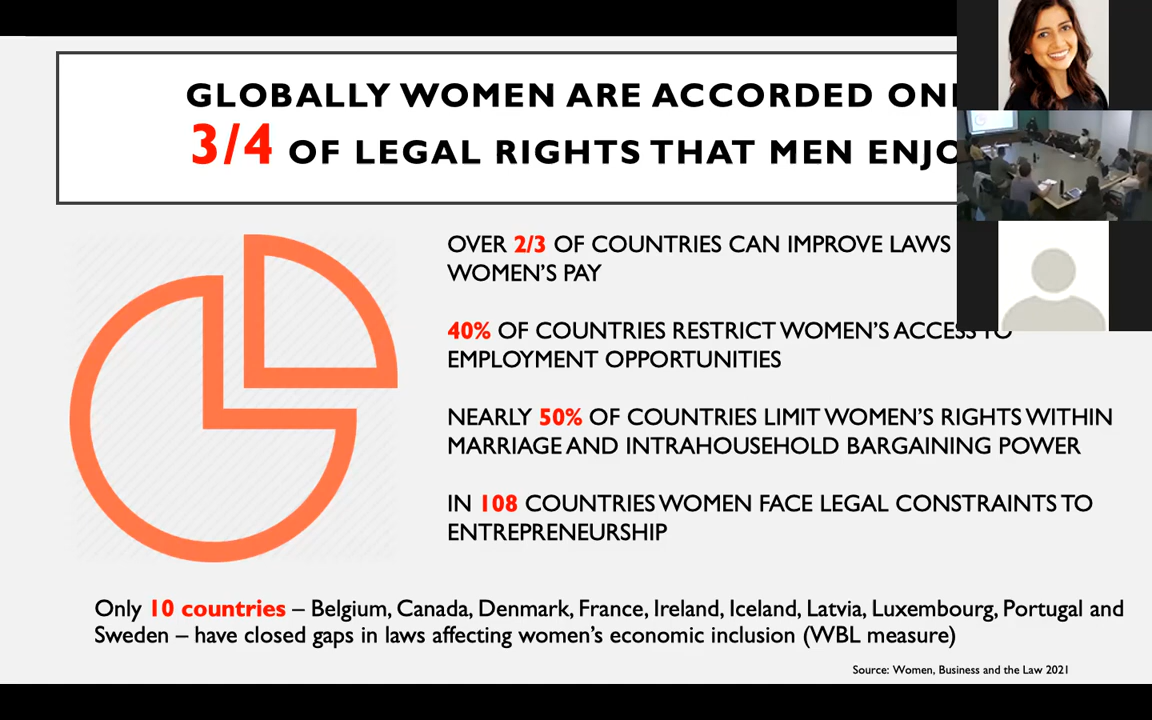 GLOBALLY WOMEN ARE ACCORDED
3/4 OF LEGAL RIGHTS THAT MEN
OVER 2/3 OF COUNTRIES CAN IMPROVE LAWS
WOMEN'S PAY
40% OF COUNTRIES RESTRICT WOMEN'S ACCESS TO
EMPLOYMENT OPPORTUNITIES
NEARLY 50% OF COUNTRIES LIMIT WOMEN'S RIGHTS WITHIN
MARRIAGE AND INTRAHOUSEHOLD BARGAINING POWER
IN 108 COUNTRIES WOMEN FACE LEGAL CONSTRAINTS TO
ENTREPRENEURSHIP
Only 10 countries – Belgium, Canada, Denmark, France, Ireland, Iceland, Latvia, Luxembourg, Portugal and
Sweden – have closed gaps in laws affecting women's economic inclusion (WBL measure)
Source: Women, Business and the Law 2021